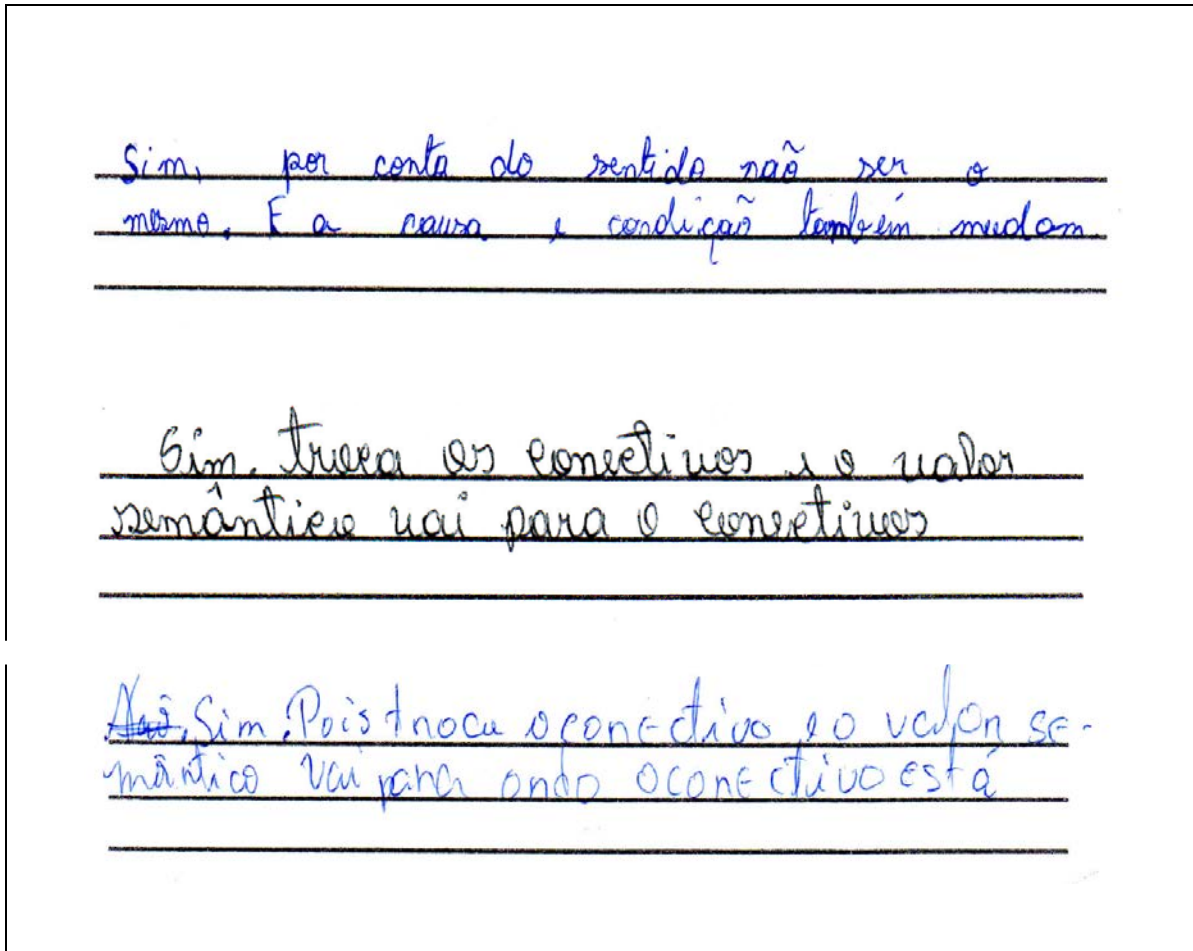 Sim, por conta do sentido não ser o
mesmo. E a causa e condição também mudam.
Sim. troca os conectivos e o valor
semântico vai para o conectivos
Sim. Pois troca o conectivo e o valor se-
mântico vai para ondo o conectivo está